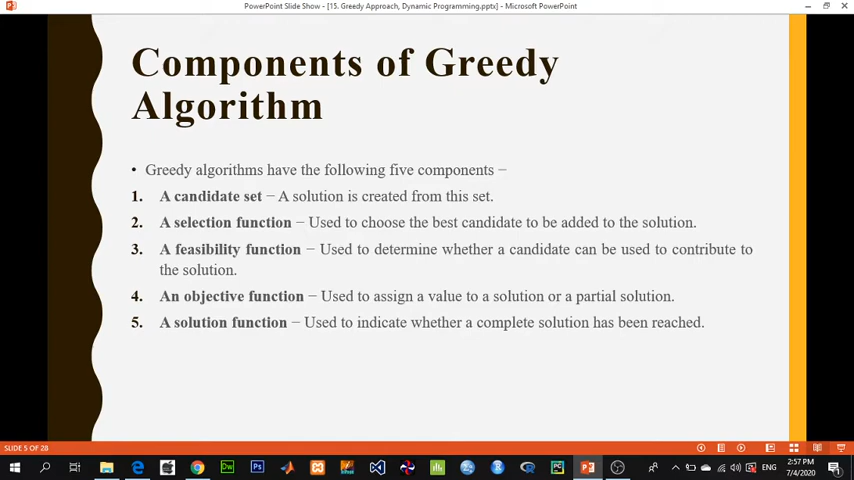 PowerPoint Slide Show - [15. Greedy Approach, Dynamic Programming.pptx] - Microsoft PowerPoint
Components of Greedy
Algorithm
• Greedy algorithms have the following five components −
1. A candidate set − A solution is created from this set.
2. A selection function − Used to choose the best candidate to be added to the solution.
3. A feasibility function − Used to determine whether a candidate can be used to contribute to
the solution.
4. An objective function − Used to assign a value to a solution or a partial solution.
5. A solution function − Used to indicate whether a complete solution has been reached.
SLIDE 5 OF 28
Dw
Ps
R
PC
ENG
2:57 PM
7/4/2020